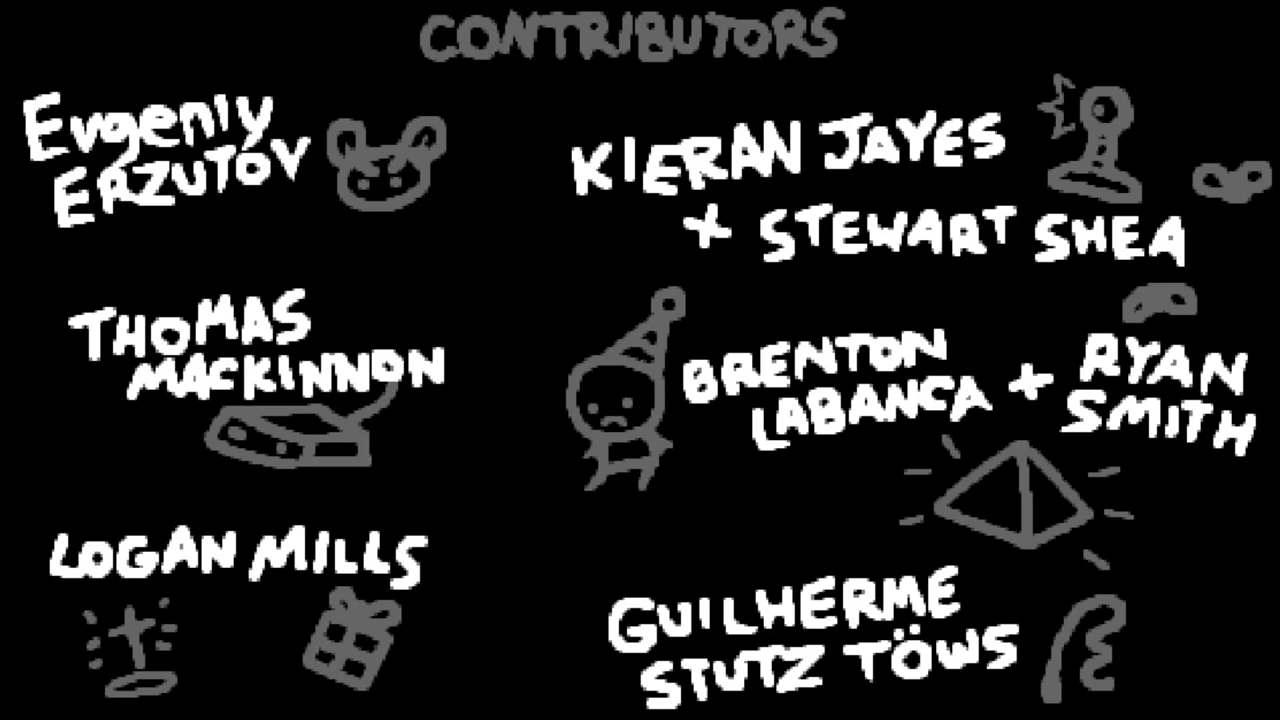 CONTRIBUTORS
Evgeniy
ERZUTOV
KIERAN JAYES
+ STEWART SHEA
THOMAS
MACKINNON
BRENTON
LABANCA + RYAN
SMITH
LOGAN MILLS
GUILHERME
STUTZ TÖWS